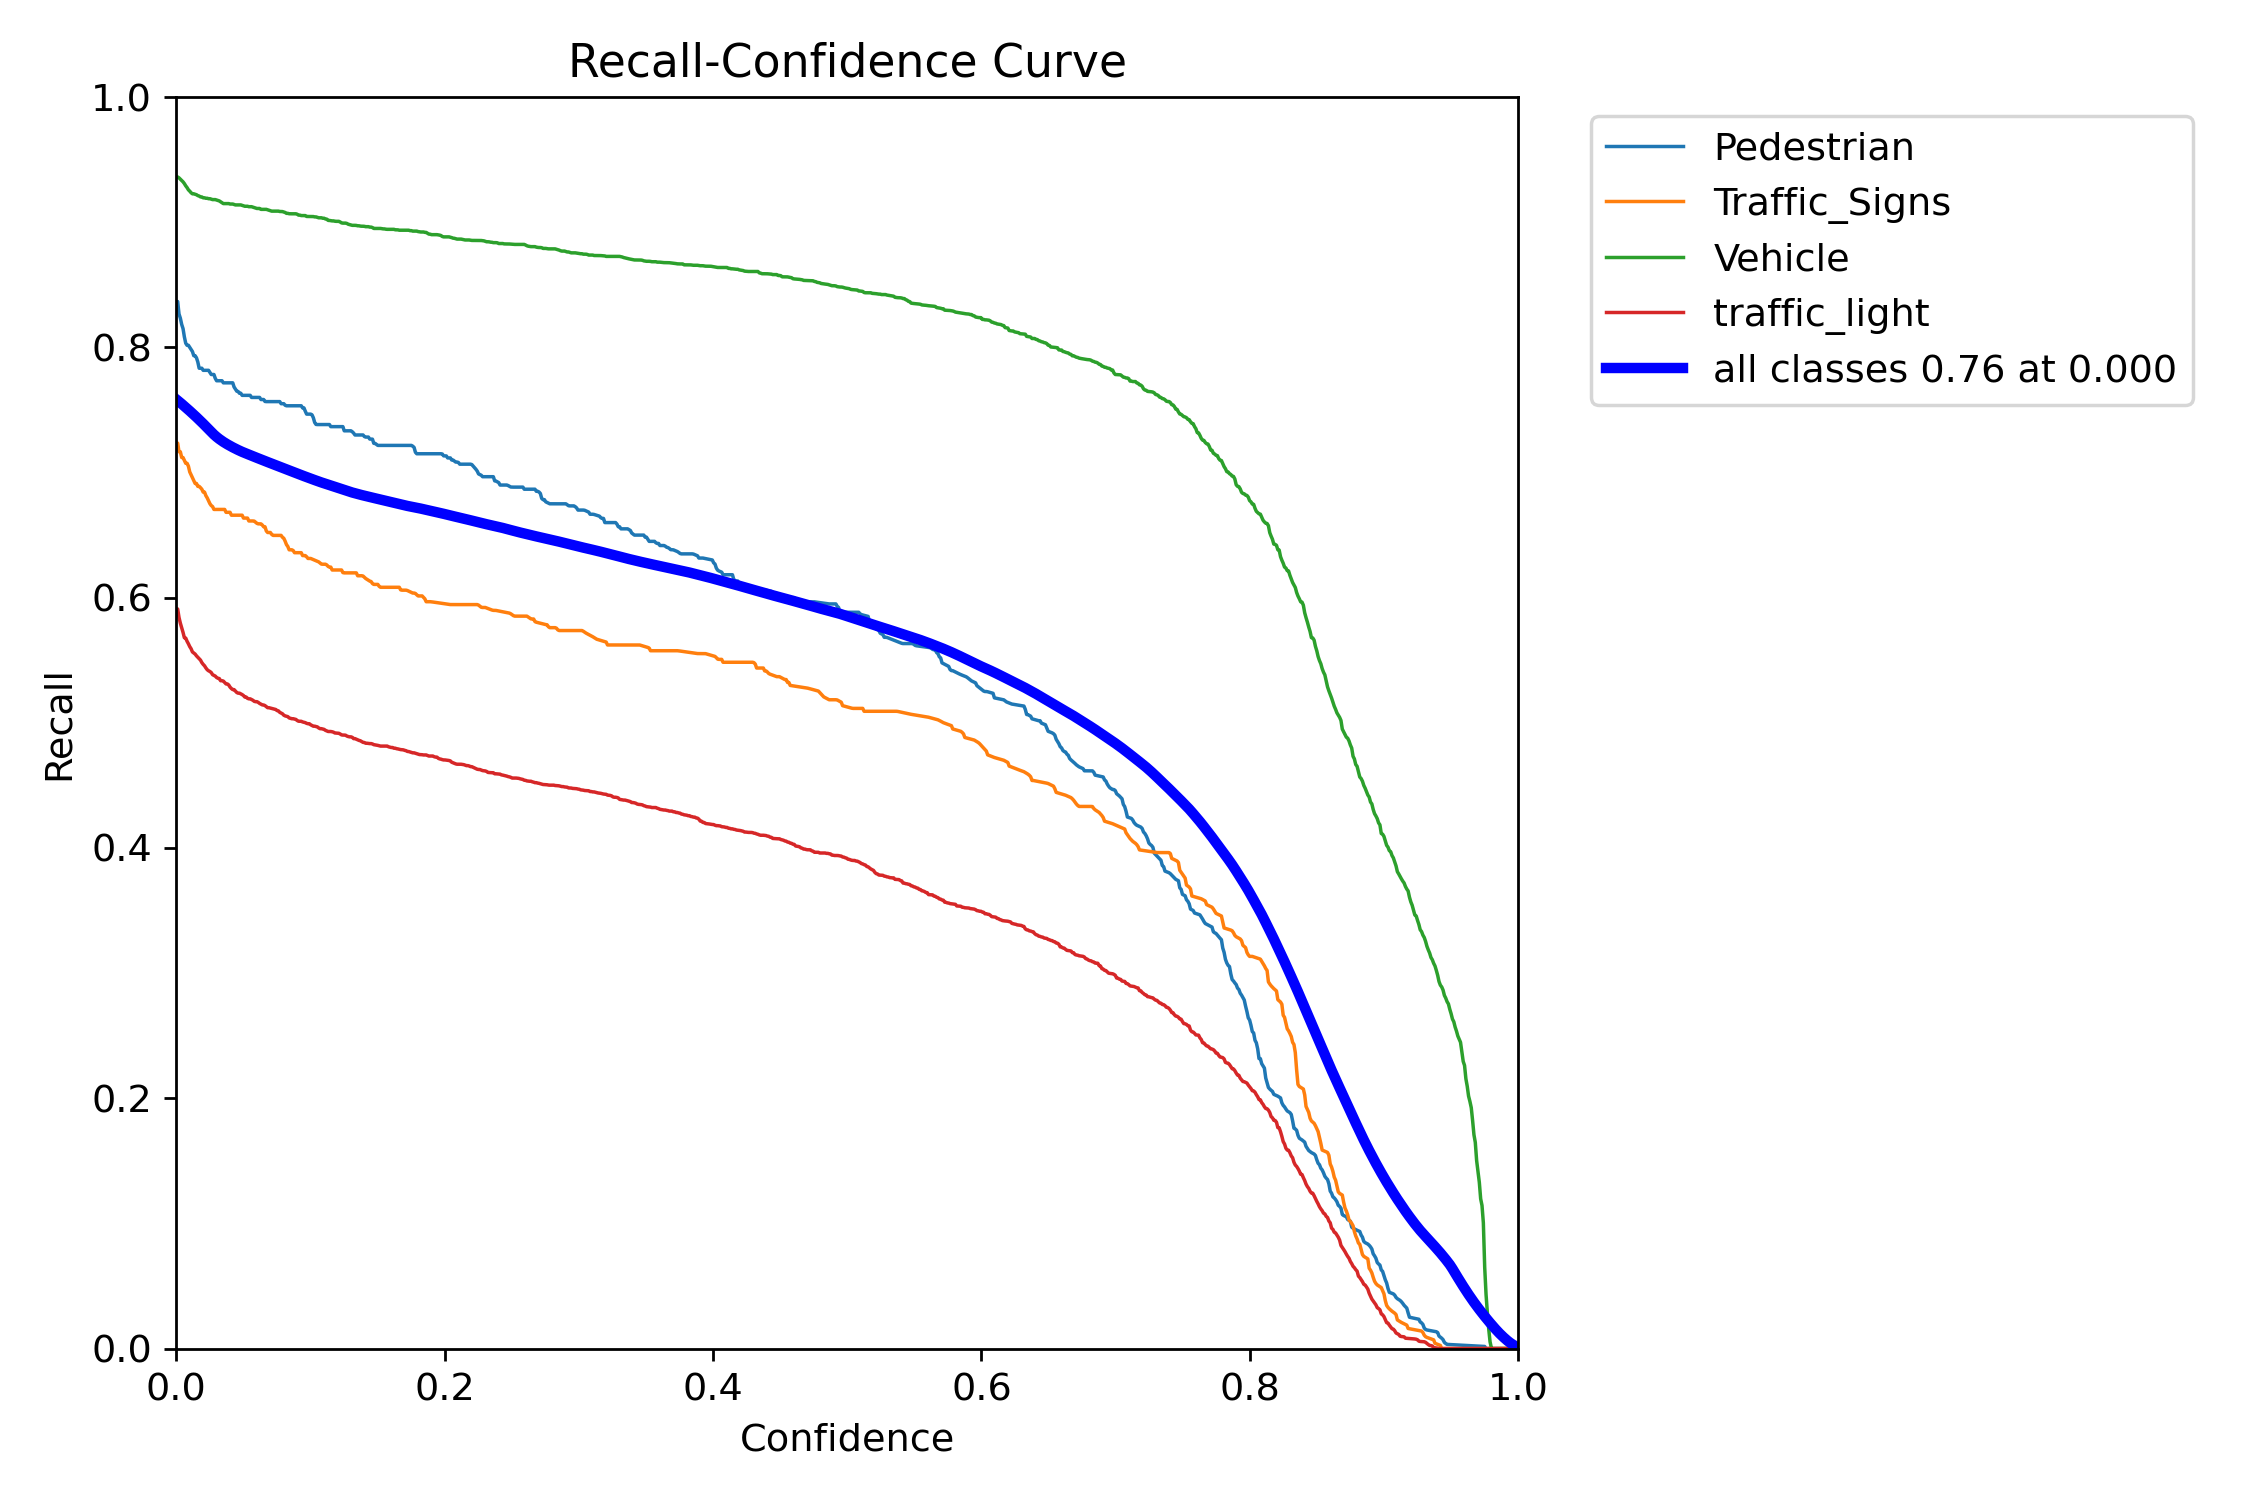 Recall-Confidence Curve
1.0
0.8
0.6
0.4
0.2
0.0
Recall
0.0 0.2 0.4 0.6 0.8 1.0
Confidence
Pedestrian
Traffic_Signs
Vehicle
traffic_light
all classes 0.76 at 0.000